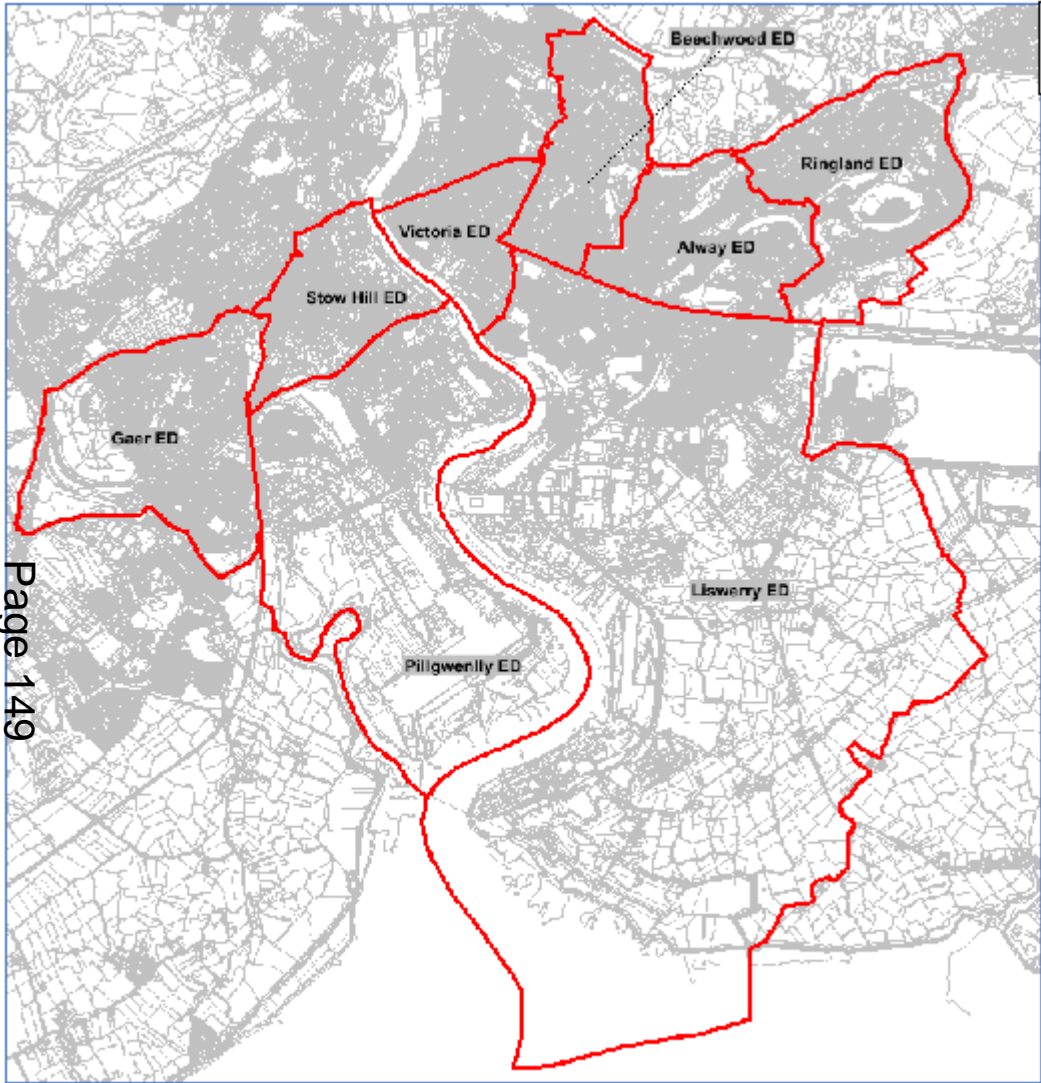 Beechwood ED
Ringland ED
Victoria ED
Alway ED
Stow Hill ED
Gaer ED
Liswerry ED
Pillgwenlly ED
Page 149